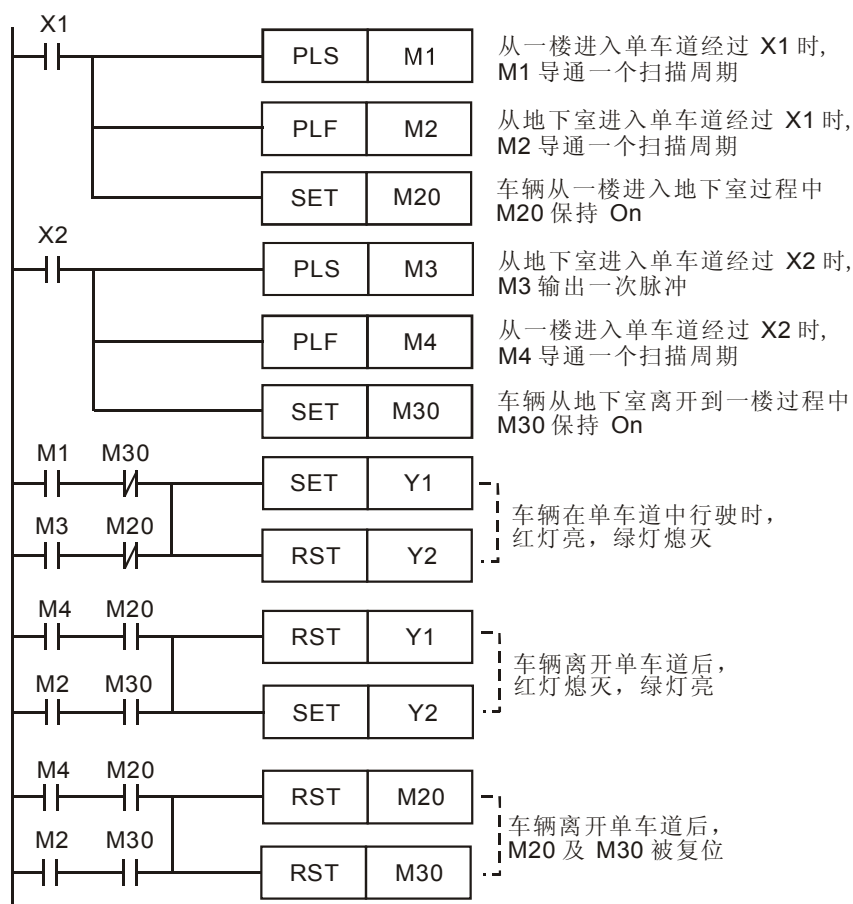 X1
PLS M1 从一楼进入单车道经过 X1 时,
M1 导通一个扫描周期
PLF M2 从地下室进入单车道经过 X1 时,
M2 导通一个扫描周期
SET M20 车辆从一楼进入地下室过程中
M20 保持 On
X2
PLS M3 从地下室进入单车道经过 X2 时,
M3 输出一次脉冲
PLF M4 从一楼进入单车道经过 X2 时,
M4 导通一个扫描周期
SET M30 车辆从地下室离开到一楼过程中
M30 保持 On
M1 M30
SET Y1
车辆在单车道中行驶时，
红灯亮，绿灯熄灭
M3 M20
RST Y2
M4 M20
RST Y1
车辆离开单车道后，
红灯熄灭，绿灯亮
M2 M30
SET Y2
M4 M20
RST M20
车辆离开单车道后，
M20 及 M30 被复位
M2 M30
RST M30